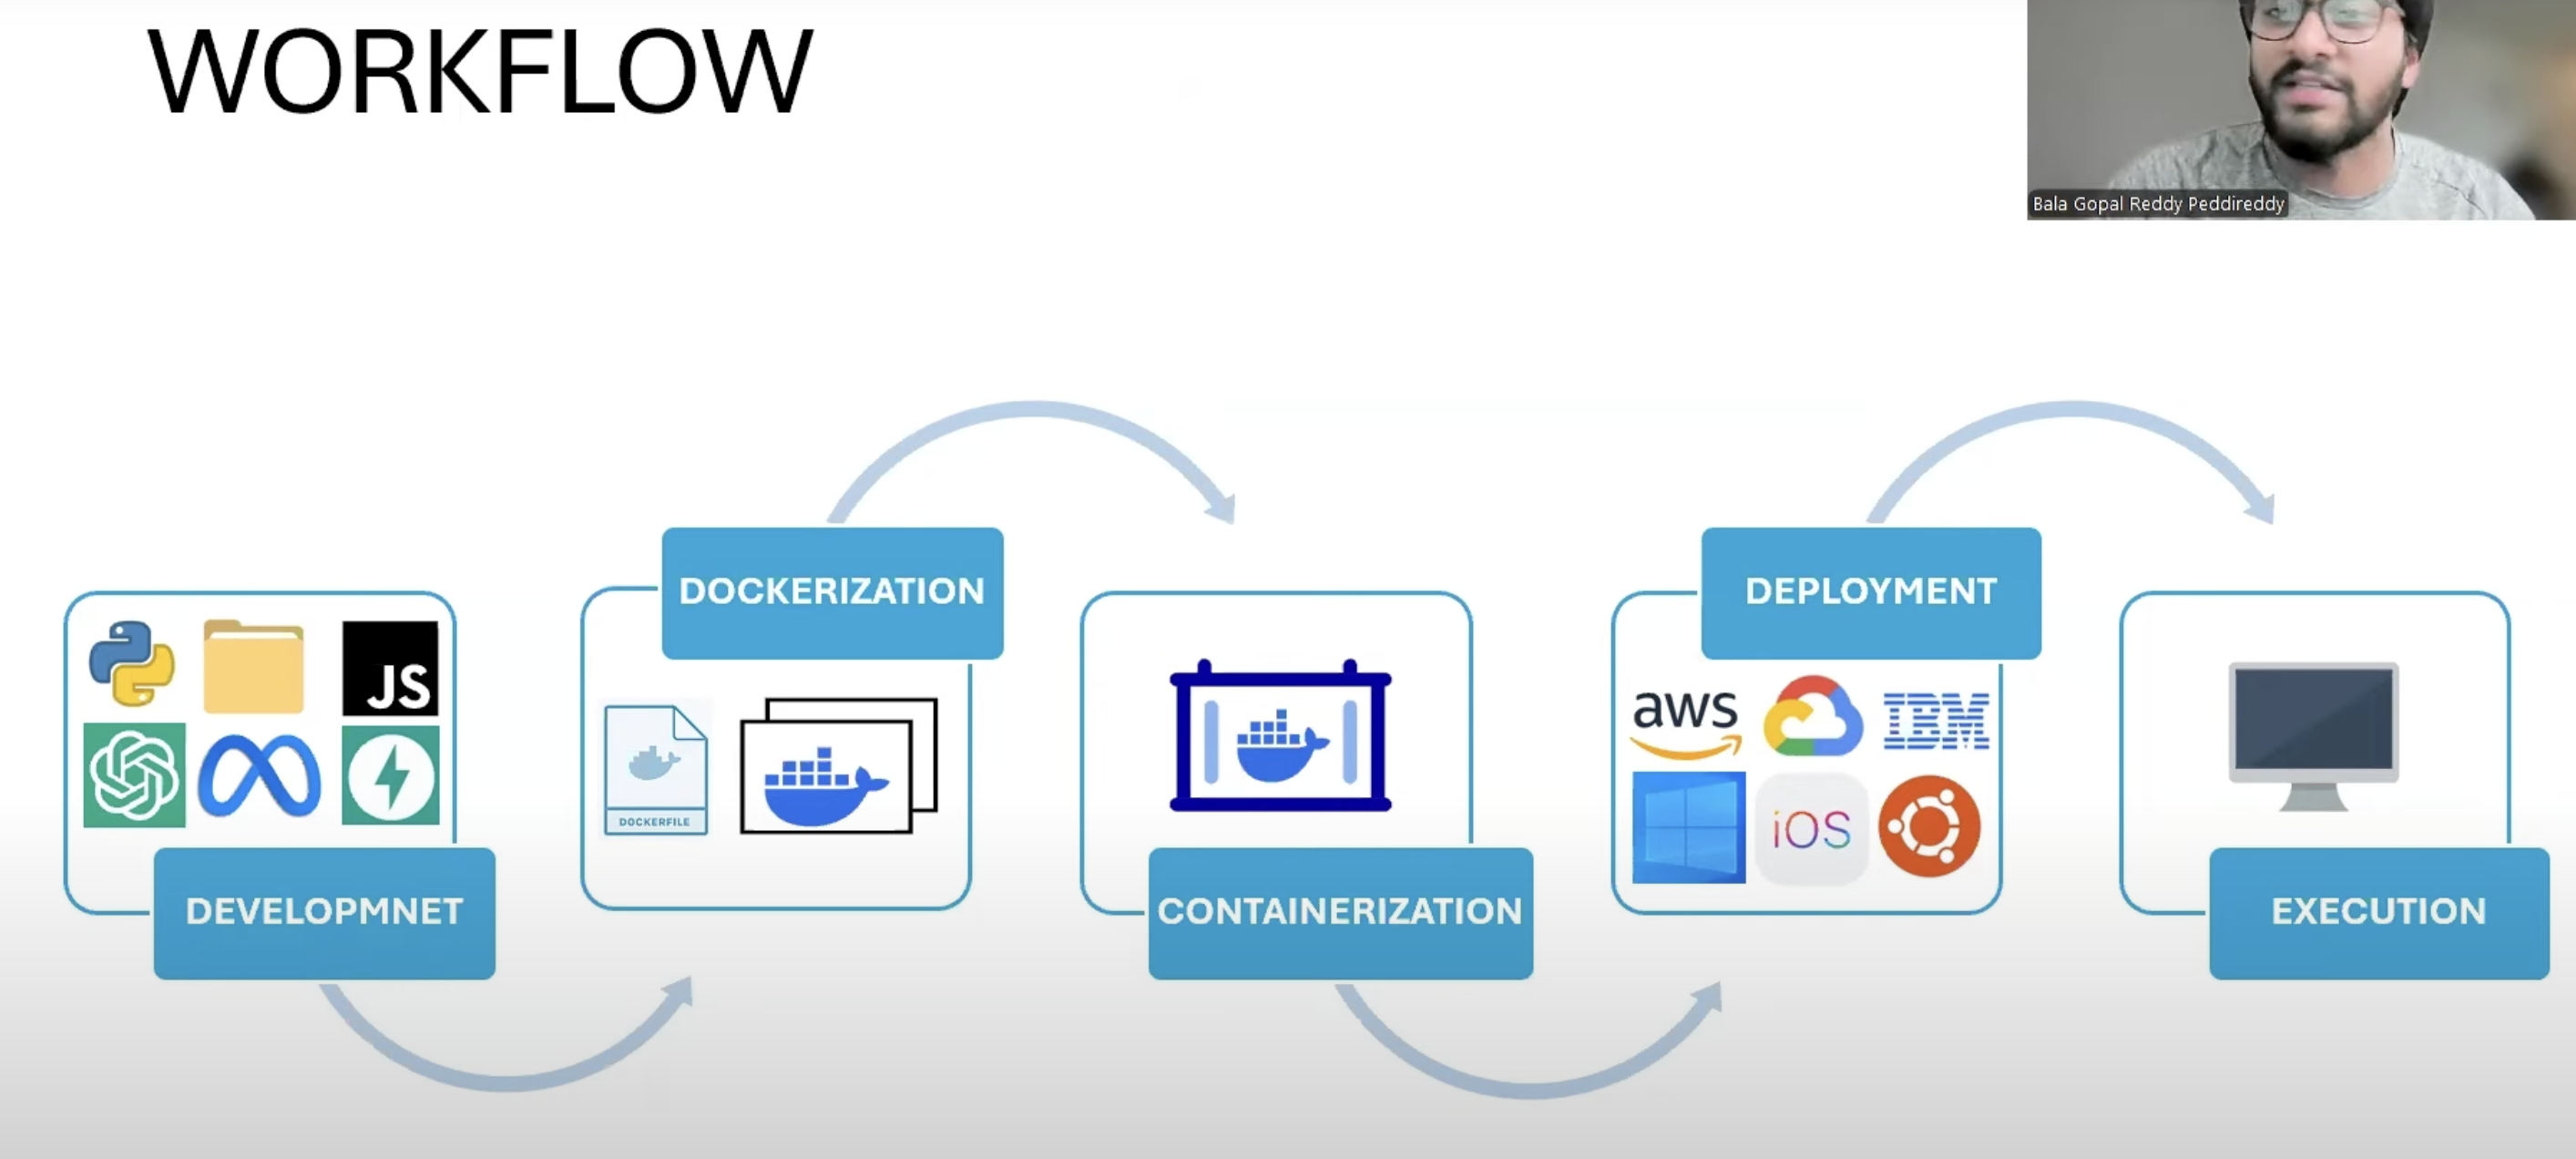 WORKFLOW
Bala Gopal Reddy Peddireddy
JS
DEVELOPMNET
DOCKERIZATION
DOCKERFILE
CONTAINERIZATION
DEPLOYMENT
aws
IBM
iOS
EXECUTION